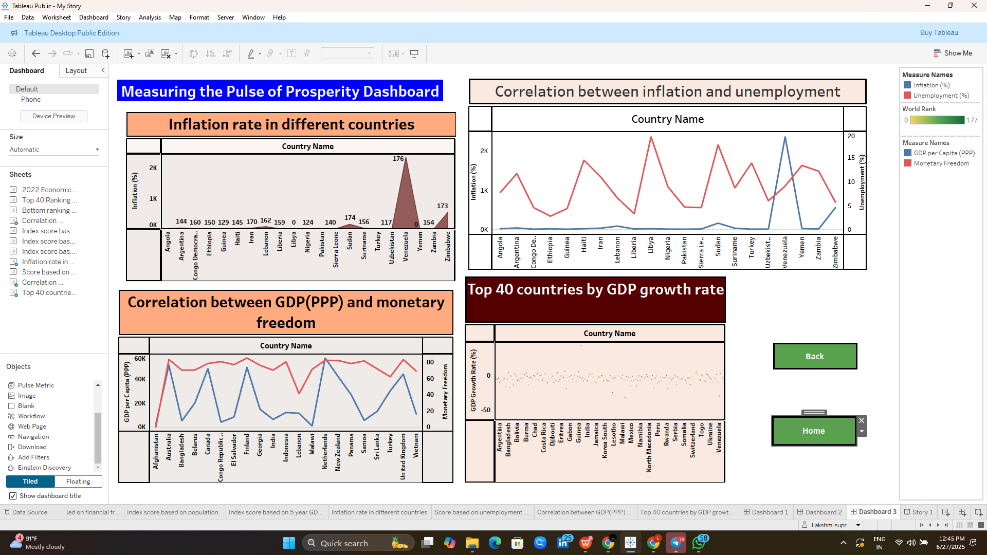 Tableau Public - My Story
File Data Worksheet Dashboard Story Analysis Map Format Server Window Help
Tableau Desktop Public Edition Buy Tableau
Show Me
Dashboard Layout
Default
Phone
Device Preview
Size
Automatic
Sheets
2022 Economic...
Top 40 Ranking ...
Bottom ranking ...
Correlation ...
Index score bas...
Index score bas...
Index score bas...
Inflation rate in ...
Score based on ...
Correlation ...
Top 40 countrie...
Objects
Pulse Metric
Image
Blank
Workflow
Web Page
Navigation
Download
Add Filters
Einstein Discovery
Tiled Floating
Show dashboard title
Measuring the Pulse of Prosperity Dashboard
Inflation rate in different countries
Country Name
Inflation (%)
2K
1K
0K
144 160 150 129 145 170 162 159 0 124 140 174 156 117 176 0 154 173
Angola
Argentina
Congo Democra...
Ethiopia
Guinea
Haiti
Iran
Lebanon
Liberia
Libya
Nigeria
Pakistan
Sierra Leone
Sudan
Suriname
Turkey
Uzbekistan
Venezuela
Yemen
Zambia
Zimbabwe
Correlation between inflation and unemployment
Country Name
Inflation (%)
2K
1K
0K
Unemployment (%)
20
15
10
5
0
Angola
Argentina
Congo De...
Ethiopia
Guinea
Haiti
Iran
Lebanon
Liberia
Libya
Nigeria
Pakistan
Sierra Le...
Sudan
Suriname
Turkey
Uzbekist...
Venezuela
Yemen
Zambia
Zimbabwe
Correlation between GDP(PPP) and monetary
freedom
Country Name
GDP per Capita (PPP)
60K
40K
20K
0K
Monetary Freedom
80
60
40
20
0
Afghanistan
Australia
Bangladesh
Belarus
Canada
Congo Republic...
El Salvador
Finland
Georgia
India
Indonesia
Lebanon
Malawi
Netherlands
New Zealand
Panama
Samoa
Sri Lanka
Turkey
United Kingdom
Vietnam
Top 40 countries by GDP growth rate
Country Name
GDP Growth Rate (%)
0
-50
Argentina
Bangladesh
Bolivia
Burma
Chad
Costa Rica
Djibouti
Eritrea
Gabon
Guinea
India
Jamaica
Korea South
Lesotho
Malawi
Mexico
Namibia
North Macedonia
Peru
Rwanda
Serbia
Somalia
Switzerland
Togo
Ukraine
Venezuela
Back
Home
Measure Names
Inflation (%)
Unemployment (%)
World Rank
0 177
Measure Names
GDP per Capita (PPP)
Monetary Freedom
Data Source
ed on financial fr...
Index score based on population
Index score based on b year GD...
Inflation rate in different countries
Score based on unemployment ...
Correlation between GDP(PPP) ...
Top 40 countries by GDP growt...
Dashboard 1
Dashboard 2
Dashboard 3
Story 1
Lakshmi supr
91°F
Mostly cloudy
Quick search
ENG
IN
12:45 PM
6/27/2025